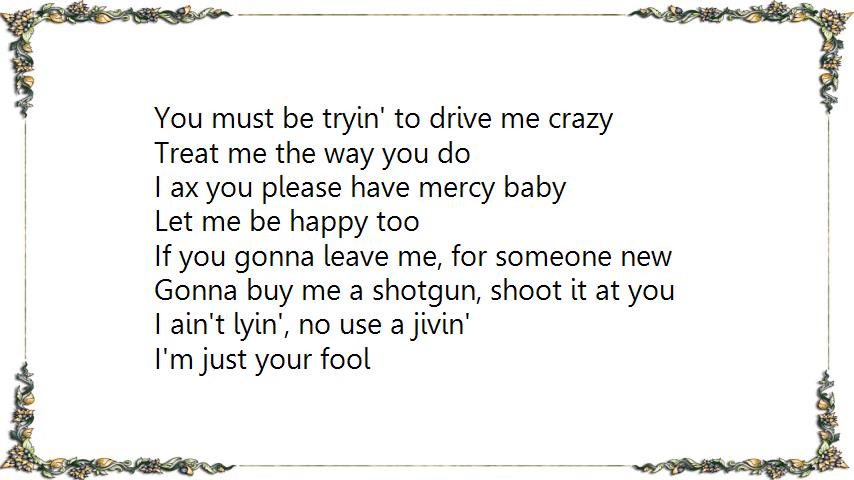 You must be tryin' to drive me crazy
Treat me the way you do
I ax you please have mercy baby
Let me be happy too
If you gonna leave me, for someone new
Gonna buy me a shotgun, shoot it at you
I ain't lyin', no use a jivin'
I'm just your fool